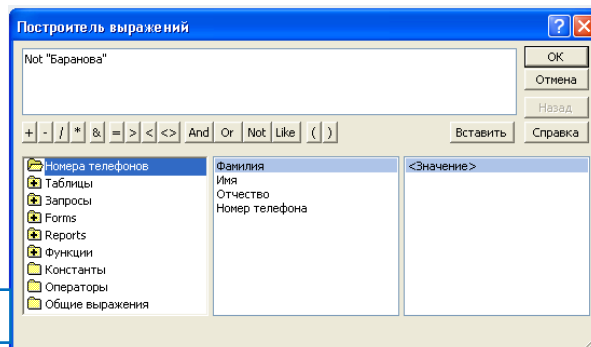 Построитель выражений
Not "Баранова"
OK
Отмена
Назад
+ - / * & = > < <> And Or Not Like ( )
Вставить
Справка
Номера телефонов
Таблицы
Запросы
Forms
Reports
Функции
Константы
Операторы
Общие выражения
Фамилия
Имя
Отчество
Номер телефона
<Значение>